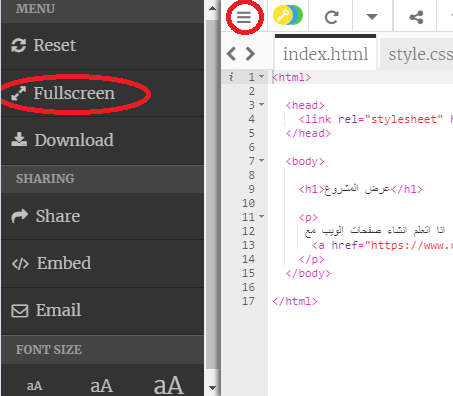 MENU
Reset
Fullscreen
Download
SHARING
Share
Embed
Email
FONT SIZE
aA aA aA
index.html style.css
i 1 <html>
2
3 <head>
4 <link rel="stylesheet" h
5 </head>
6
7 <body>
8
9 <h1>عرض المشروع</h1>
10
11 <p>
12 انا اتعلم انشاء صفحات الويب مع
13 <a href="https://www.c
14 </p>
15 </body>
16
17 </html>